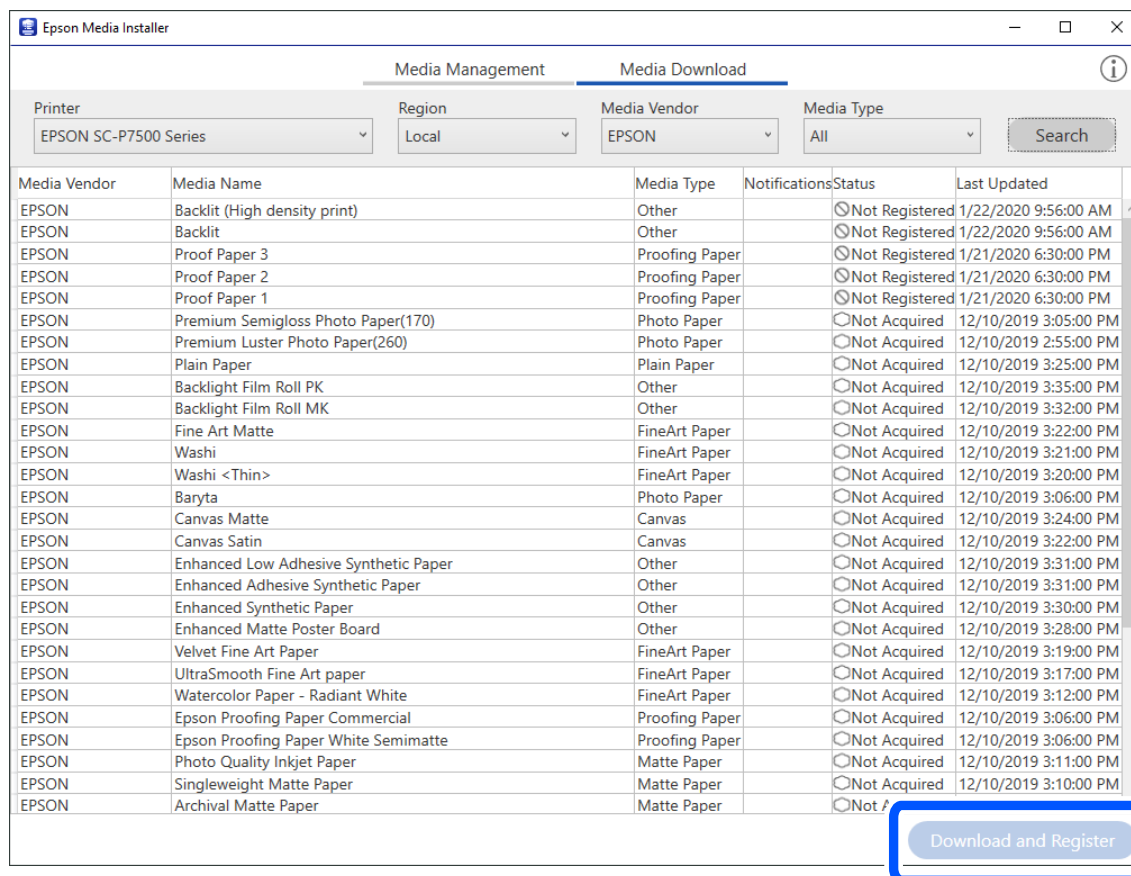 Epson Media Installer
Media Management Media Download
Printer Region Media Vendor Media Type
EPSON SC-P7500 Series Local EPSON All Search
Media Vendor Media Name Media Type Notifications Status Last Updated
EPSON Backlit (High density print) Other Not Registered 1/22/2020 9:56:00 AM
EPSON Backlit Other Not Registered 1/22/2020 9:56:00 AM
EPSON Proof Paper 3 Proofing Paper Not Registered 1/21/2020 6:30:00 PM
EPSON Proof Paper 2 Proofing Paper Not Registered 1/21/2020 6:30:00 PM
EPSON Proof Paper 1 Proofing Paper Not Registered 1/21/2020 6:30:00 PM
EPSON Premium Semigloss Photo Paper(170) Photo Paper Not Acquired 12/10/2019 3:05:00 PM
EPSON Premium Luster Photo Paper(260) Photo Paper Not Acquired 12/10/2019 2:55:00 PM
EPSON Plain Paper Plain Paper Not Acquired 12/10/2019 3:25:00 PM
EPSON Backlight Film Roll PK Other Not Acquired 12/10/2019 3:35:00 PM
EPSON Backlight Film Roll MK Other Not Acquired 12/10/2019 3:32:00 PM
EPSON Fine Art Matte FineArt Paper Not Acquired 12/10/2019 3:22:00 PM
EPSON Washi FineArt Paper Not Acquired 12/10/2019 3:21:00 PM
EPSON Washi <Thin> FineArt Paper Not Acquired 12/10/2019 3:20:00 PM
EPSON Baryta Photo Paper Not Acquired 12/10/2019 3:06:00 PM
EPSON Canvas Matte Canvas Not Acquired 12/10/2019 3:24:00 PM
EPSON Canvas Satin Canvas Not Acquired 12/10/2019 3:22:00 PM
EPSON Enhanced Low Adhesive Synthetic Paper Other Not Acquired 12/10/2019 3:31:00 PM
EPSON Enhanced Adhesive Synthetic Paper Other Not Acquired 12/10/2019 3:31:00 PM
EPSON Enhanced Synthetic Paper Other Not Acquired 12/10/2019 3:30:00 PM
EPSON Enhanced Matte Poster Board Other Not Acquired 12/10/2019 3:28:00 PM
EPSON Velvet Fine Art Paper FineArt Paper Not Acquired 12/10/2019 3:19:00 PM
EPSON UltraSmooth Fine Art paper FineArt Paper Not Acquired 12/10/2019 3:17:00 PM
EPSON Watercolor Paper - Radiant White FineArt Paper Not Acquired 12/10/2019 3:12:00 PM
EPSON Epson Proofing Paper Commercial Proofing Paper Not Acquired 12/10/2019 3:06:00 PM
EPSON Epson Proofing Paper White Semimatte Proofing Paper Not Acquired 12/10/2019 3:06:00 PM
EPSON Photo Quality Inkjet Paper Matte Paper Not Acquired 12/10/2019 3:11:00 PM
EPSON Singleweight Matte Paper Matte Paper Not Acquired 12/10/2019 3:10:00 PM
EPSON Archival Matte Paper Matte Paper Not
Download and Register